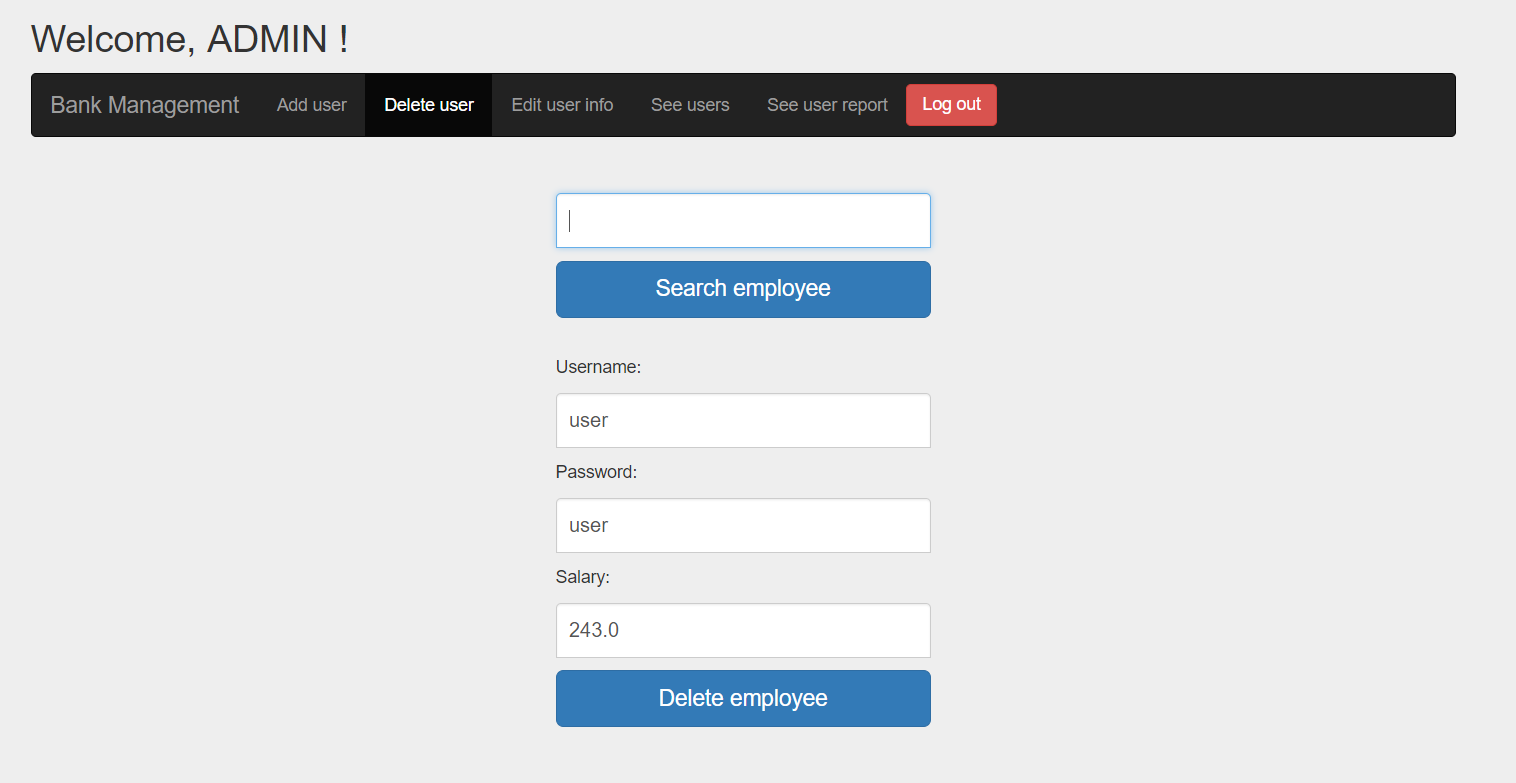 Welcome, ADMIN !
Bank Management Add user Delete user Edit user info See users See user report Log out
Search employee
Username:
user
Password:
user
Salary:
243.0
Delete employee